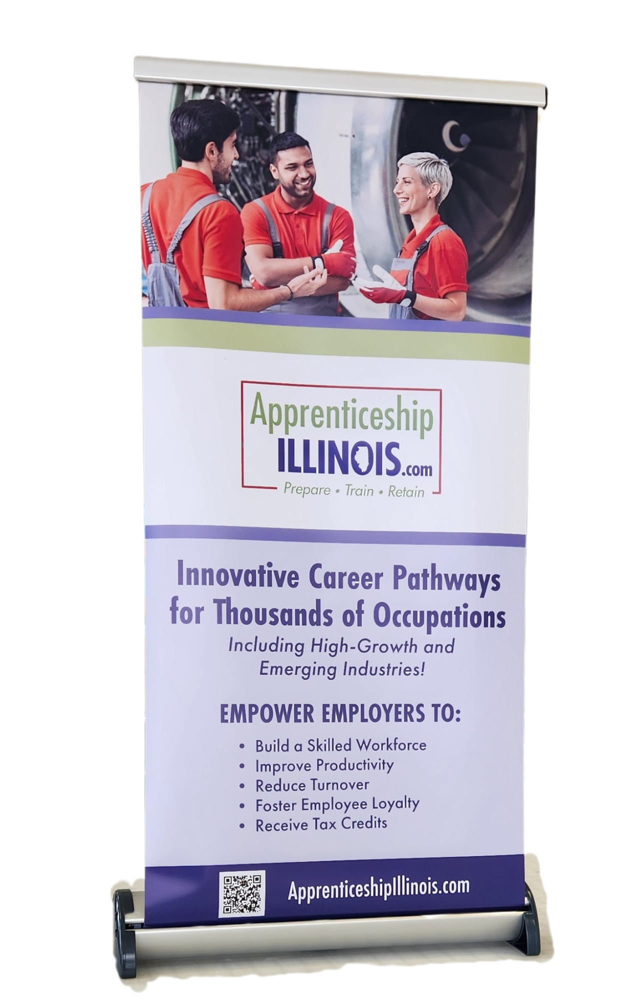 Apprenticeship
ILLINOIS.com
Prepare • Train • Retain
Innovative Career Pathways
for Thousands of Occupations
Including High-Growth and
Emerging Industries!
EMPOWER EMPLOYERS TO:
• Build a Skilled Workforce
• Improve Productivity
• Reduce Turnover
• Foster Employee Loyalty
• Receive Tax Credits
ApprenticeshipIllinois.com